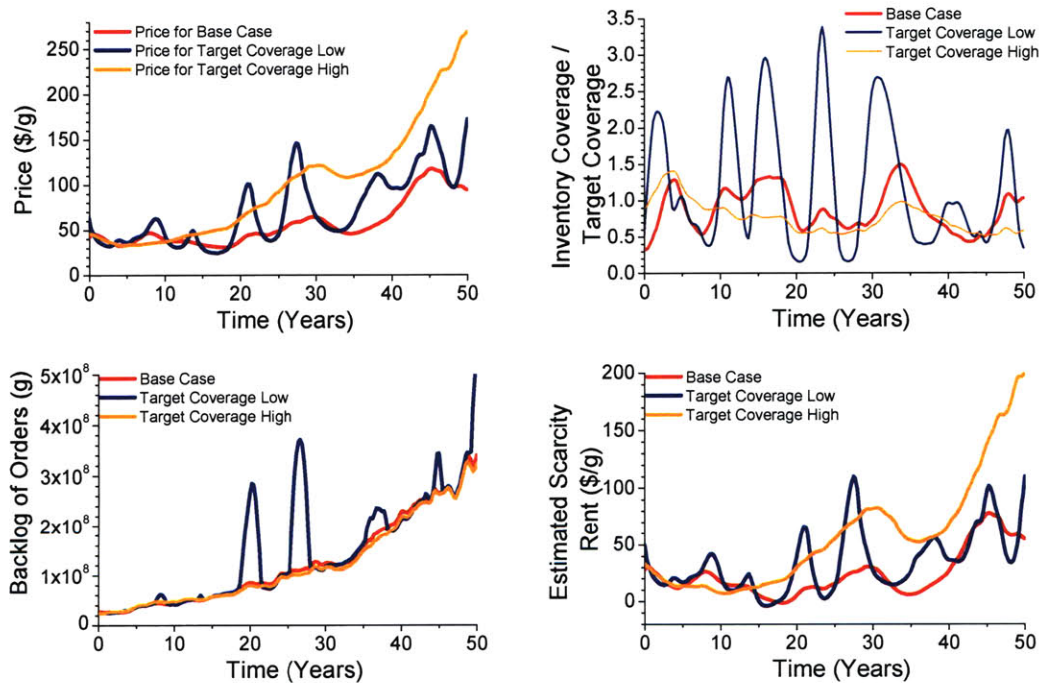 Price ($/g)
250
200
150
100
50
0
Price for Base Case
Price for Target Coverage Low
Price for Target Coverage High
0 10 20 30 40 50
Time (Years)
Inventory Coverage /
Target Coverage
3.5
3.0
2.5
2.0
1.5
1.0
0.5
0.0
Base Case
Target Coverage Low
Target Coverage High
0 10 20 30 40 50
Time (Years)
Backlog of Orders (g)
5x10⁸
4x10⁸
3x10⁸
2x10⁸
1x10⁸
0
Base Case
Target Coverage Low
Target Coverage High
0 10 20 30 40 50
Time (Years)
Estimated Scarcity
Rent ($/g)
200
150
100
50
0
Base Case
Target Coverage Low
Target Coverage High
0 10 20 30 40 50
Time (Years)